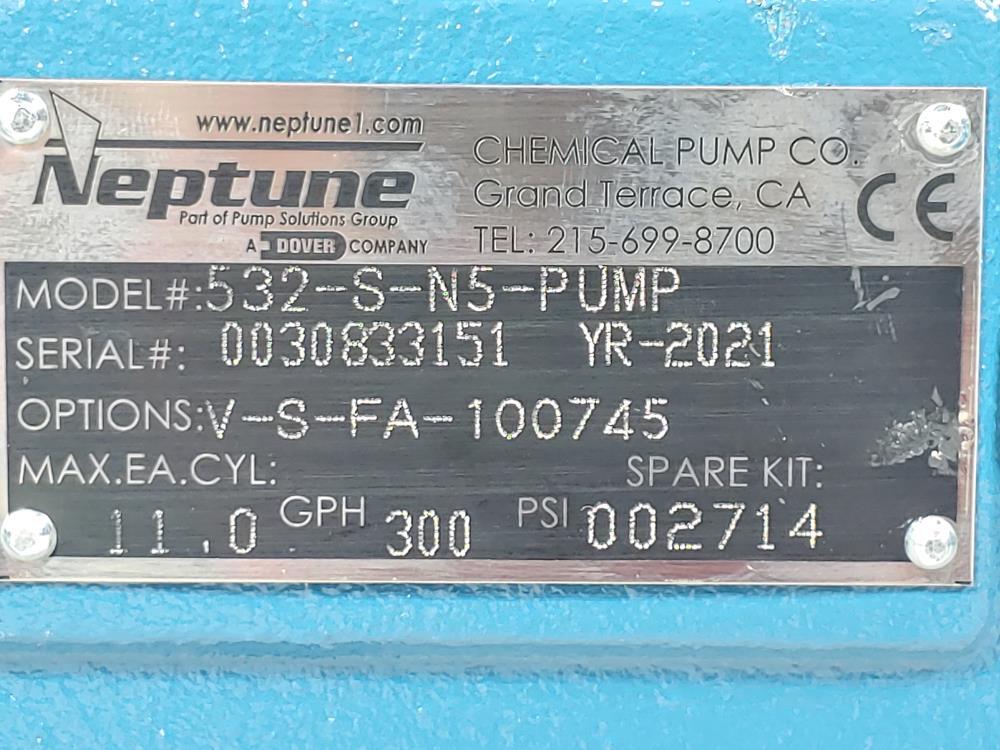 www.neptune1.com
Neptune
Part of Pump Solutions Group
A DOVER COMPANY
CHEMICAL PUMP CO.
Grand Terrace, CA
TEL: 215-699-8700
CE
MODEL#:532-S-N5-PUMP
SERIAL#: 0030833151 YR-2021
OPTIONS:V-S-FA-100745
MAX.EA.CYL: SPARE KIT:
11.0 GPH 300 PSI 002714